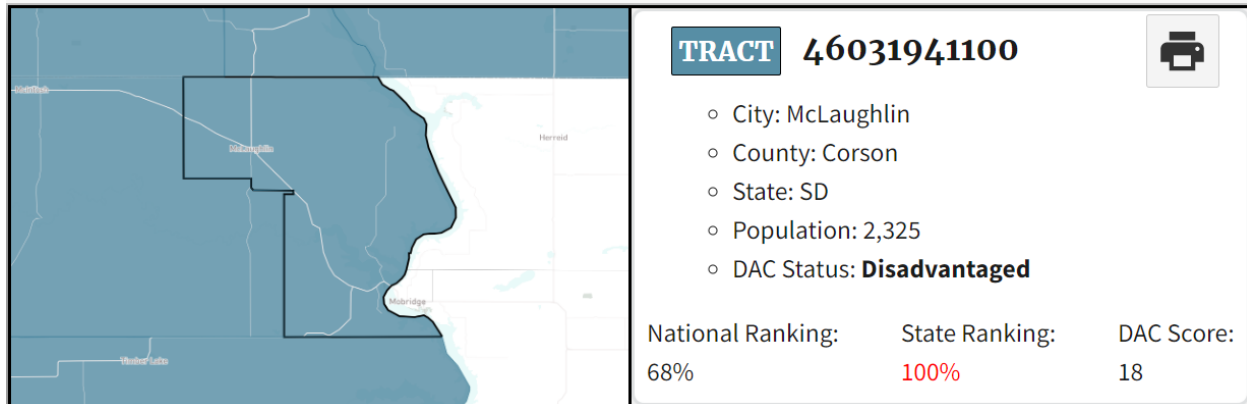 McIntosh
McLaughlin
Herreid
Mobridge
Timber Lake
TRACT 46031941100
City: McLaughlin
County: Corson
State: SD
Population: 2,325
DAC Status: Disadvantaged
National Ranking: State Ranking: DAC Score:
68% 100% 18